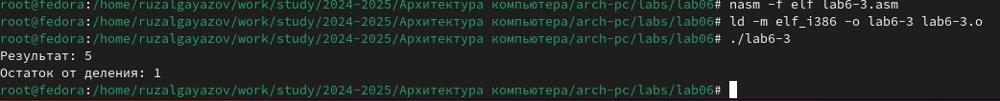 root@fedora:/home/ruzalgayazov/work/study/2024-2025/Архитектура компьютера/arch-pc/labs/lab06# nasm -f elf lab6-3.asm
root@fedora:/home/ruzalgayazov/work/study/2024-2025/Архитектура компьютера/arch-pc/labs/lab06# ld -m elf_i386 -o lab6-3 lab6-3.o
root@fedora:/home/ruzalgayazov/work/study/2024-2025/Архитектура компьютера/arch-pc/labs/lab06# ./lab6-3
Результат: 5
Остаток от деления: 1
root@fedora:/home/ruzalgayazov/work/study/2024-2025/Архитектура компьютера/arch-pc/labs/lab06#